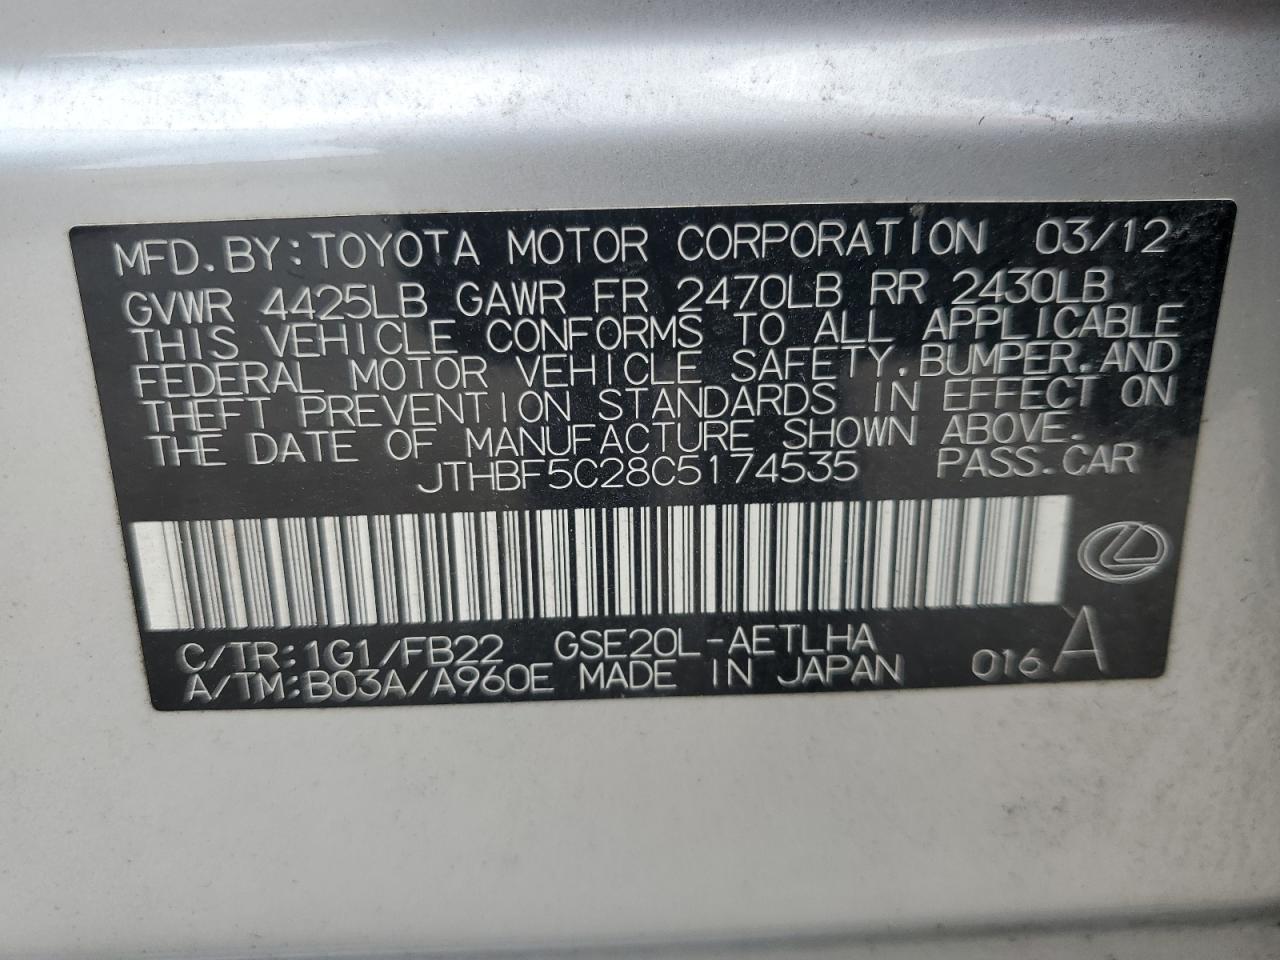 MFD.BY:TOYOTA MOTOR CORPORATION 03/12
GVWR 4425LB GAWR FR 2470LB RR 2430LB
THIS VEHICLE CONFORMS TO ALL APPLICABLE
FEDERAL MOTOR VEHICLE SAFETY,BUMPER,AND
THEFT PREVENTION STANDARDS IN EFFECT ON
THE DATE OF MANUFACTURE SHOWN ABOVE.
JTHBF5C28C5174535 PASS.CAR
C/TR:1G1/FB22 GSE20L-AETLHA
A/TM:B03A/A960E MADE IN JAPAN 016 A